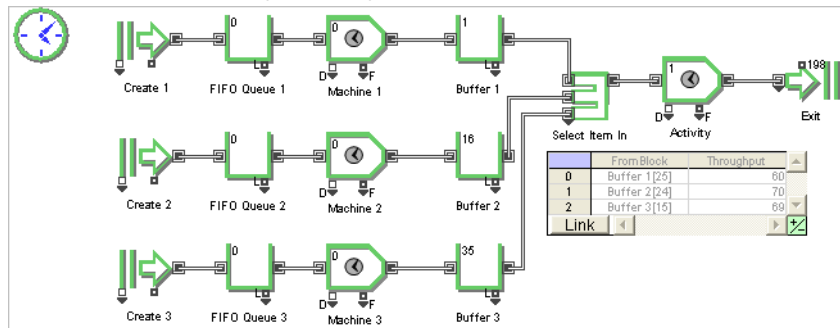 0 0 1
198
1
L D F L
Create 1 FIFO Queue 1 Machine 1 Buffer 1
D F
Select Item In Activity Exit
0 0 16
FromBlock Throughput
0 Buffer 1[25] 60
1 Buffer 2[24] 70
2 Buffer 3[15] 69
Link
L D F L
Create 2 FIFO Queue 2 Machine 2 Buffer 2
0 0 35
L D F L
Create 3 FIFO Queue 3 Machine 3 Buffer 3